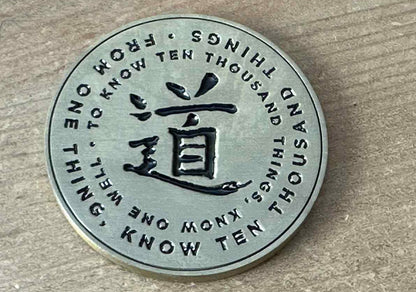 FROM ONE THING, KNOW TEN THOUSAND THINGS •
TO KNOW TEN THOUSAND THINGS, KNOW ONE WELL •
道